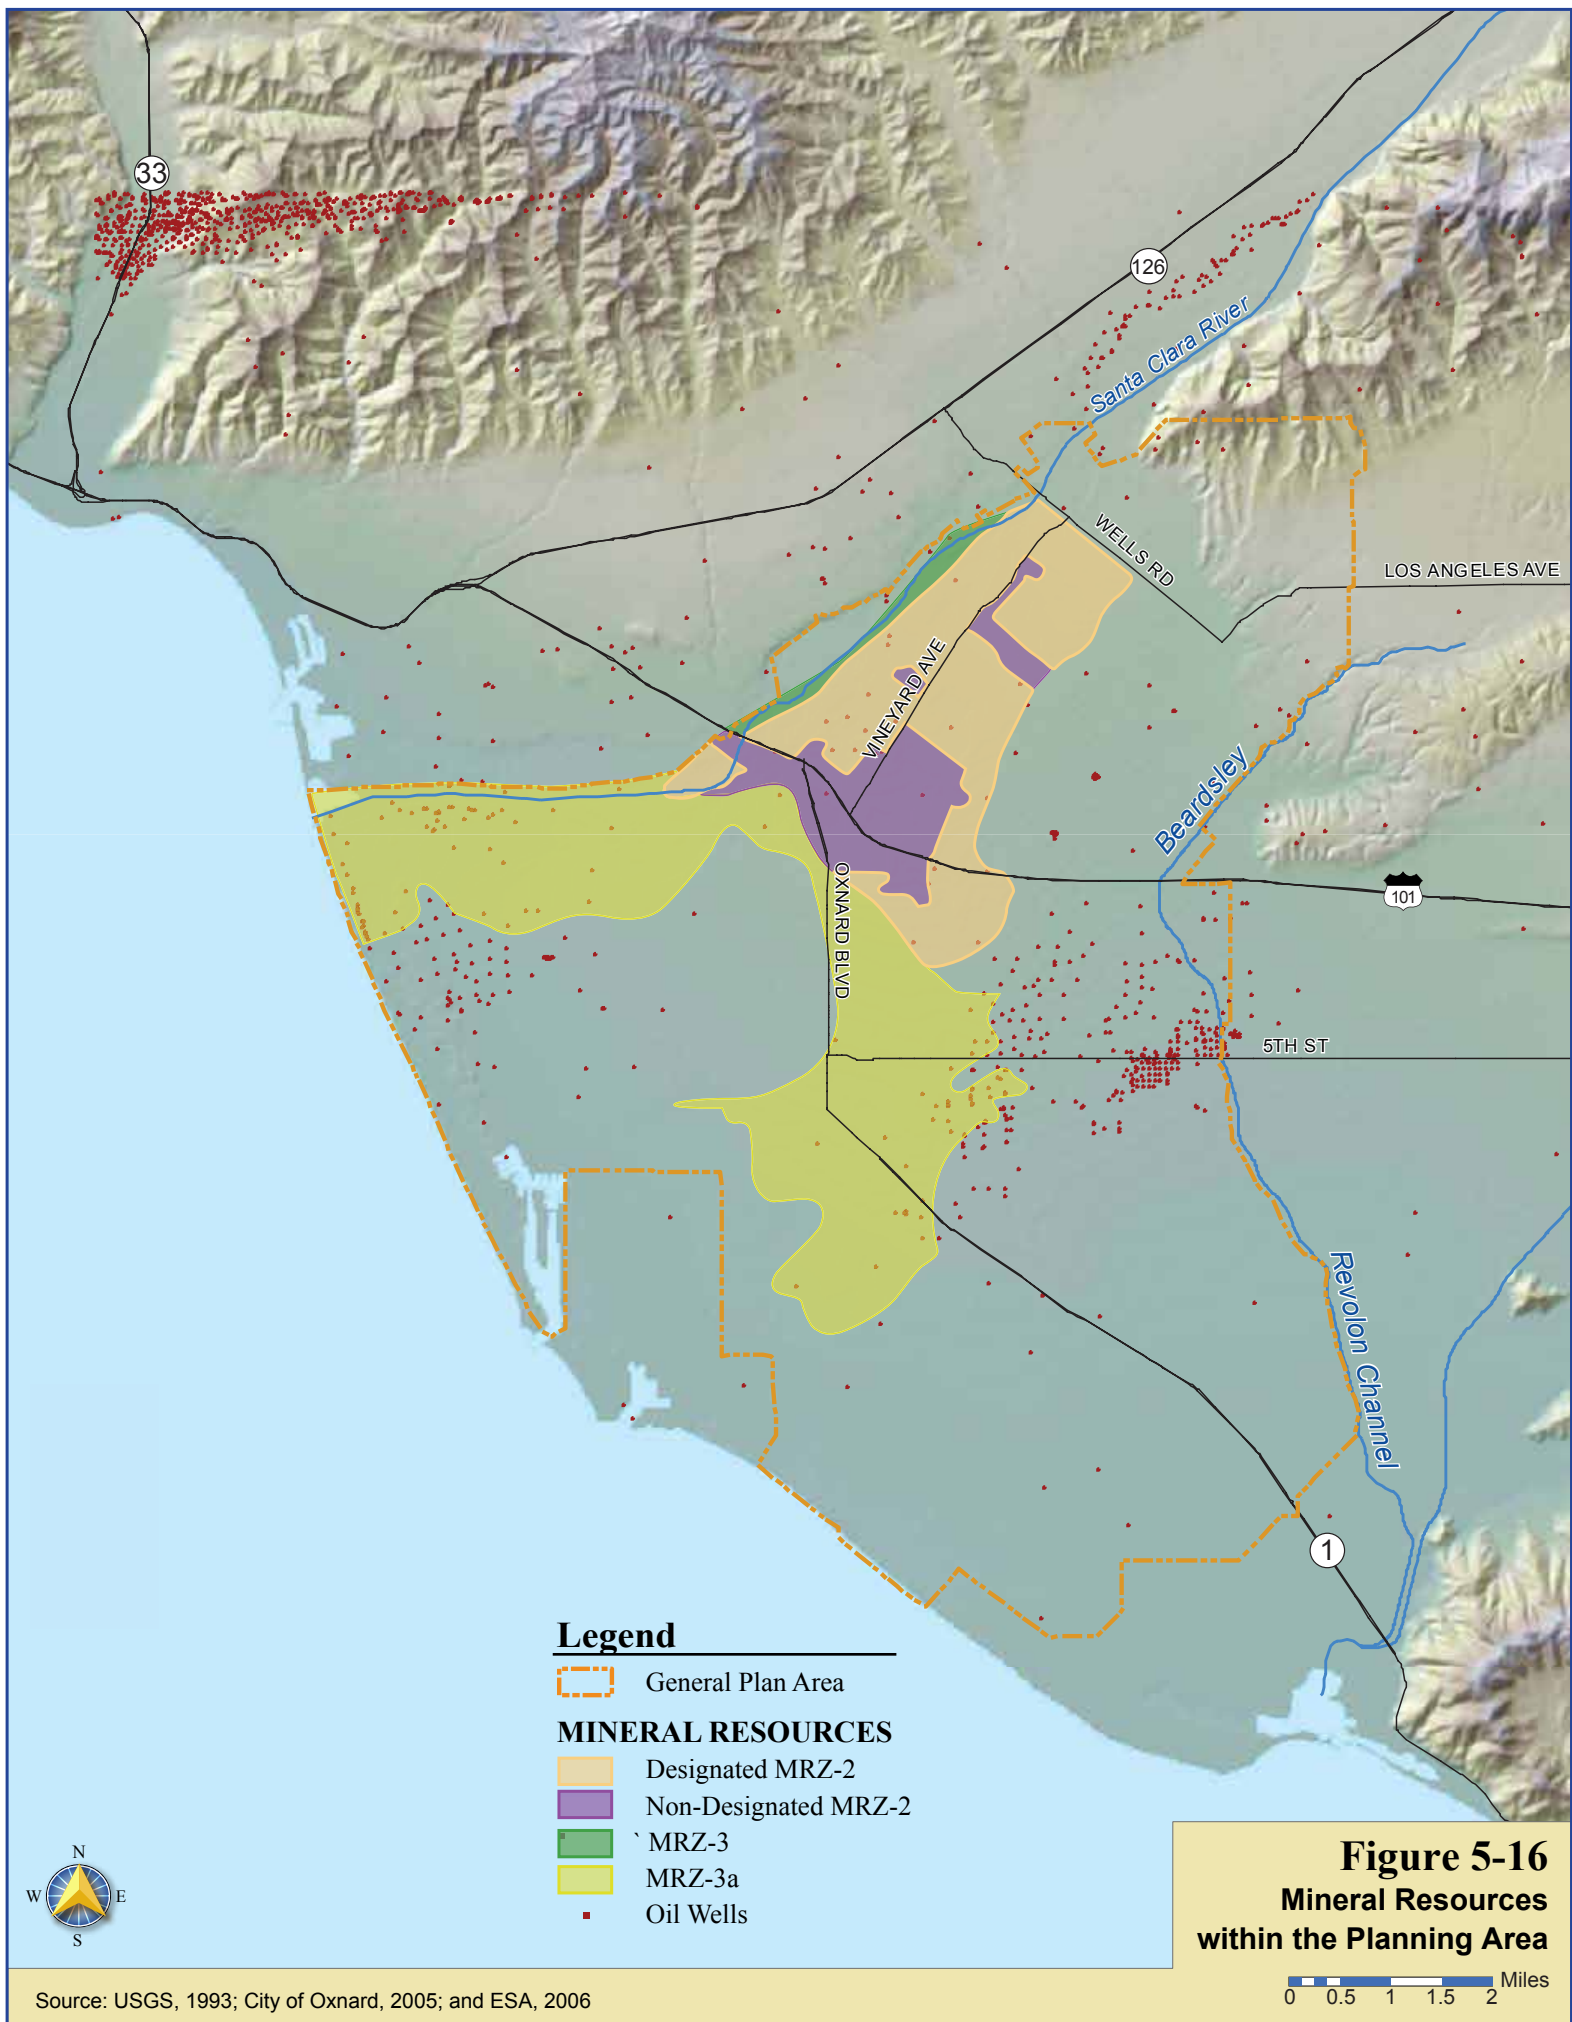 33
126
Santa Clara River
WELLS RD
LOS ANGELES AVE
VINEYARD AVE
Beardsley
101
OXNARD BLVD
5TH ST
Revolon Channel
1
Legend
General Plan Area
MINERAL RESOURCES
Designated MRZ-2
Non-Designated MRZ-2
` MRZ-3
MRZ-3a
Oil Wells
N
W E
S
Figure 5-16
Mineral Resources
within the Planning Area
Miles
0 0.5 1 1.5 2
Source: USGS, 1993; City of Oxnard, 2005; and ESA, 2006